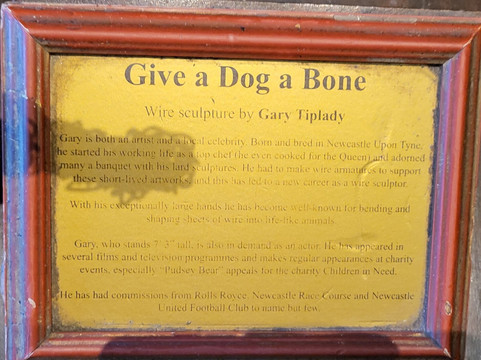 Give a Dog a Bone
Wire sculpture by Gary Tiplady
Gary is both an artist and a local celebrity. Born and bred in Newcastle Upon Tyne,
he started his working life as a top chef (he even cooked for the Queen) and adorned
many a banquet with his lard sculptures. He had to make wire armatures to support
these short-lived artworks and this has led to a new career as a wire sculptor.
With his exceptionally large hands he has become well-known for bending and
shaping sheets of wire into life-like animals.
Gary, who stands 7' 3" tall, is also in demand as an actor. He has appeared in
several films and television programmes and makes regular appearances at charity
events, especially "Pudsey Bear" appeals for the charity Children in Need.
He has had commissions from Rolls Royce, Newcastle Race Course and Newcastle
United Football Club to name but few.